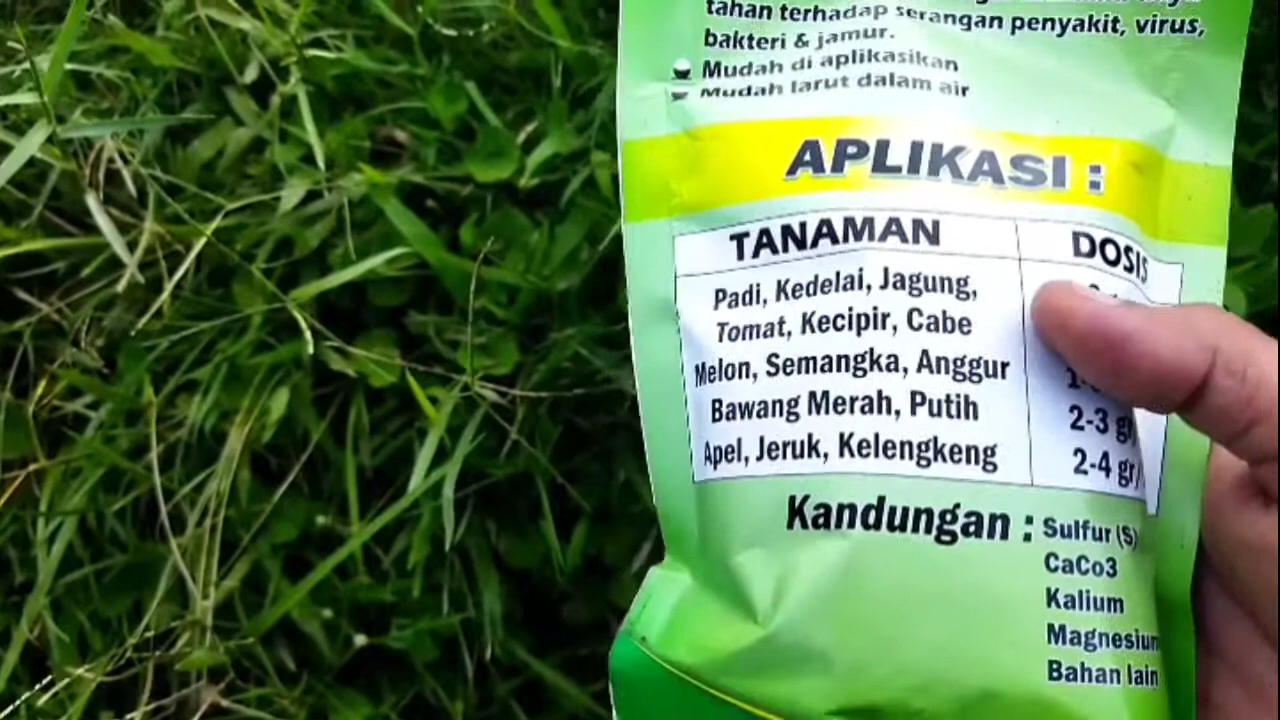 tahan terhadap serangan penyakit, virus,
bakteri & jamur.
Mudah di aplikasikan
Mudah larut dalam air
APLIKASI :
TANAMAN DOSIS
Padi, Kedelai, Jagung,
Tomat, Kecipir, Cabe
Melon, Semangka, Anggur
Bawang Merah, Putih 2-3
Apel, Jeruk, Kelengkeng 2-4 gr/
Kandungan : Sulfur (S)
CaCo3
Kalium
Magnesium
Bahan lain